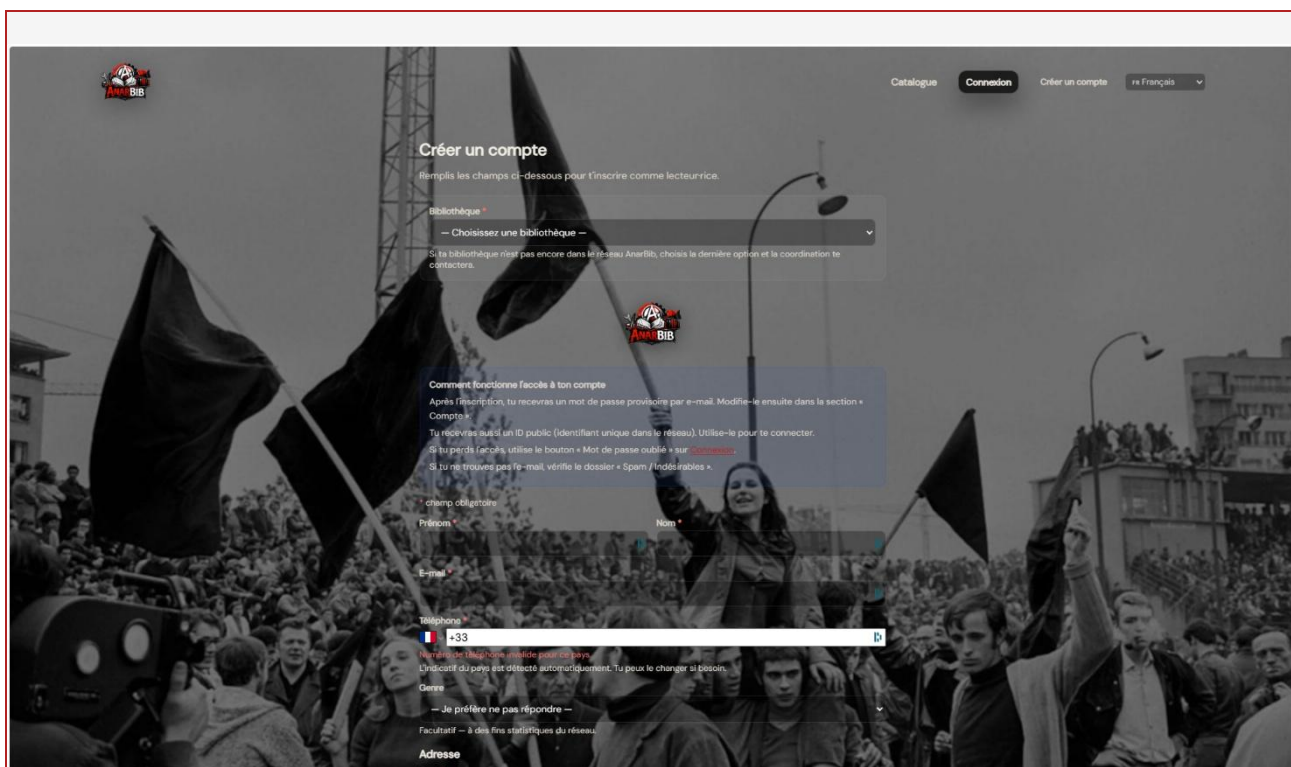 ANARBIB
Catalogue
Connexion
Créer un compte
FR Français
Créer un compte
Remplis les champs ci-dessous pour t'inscrire comme lecteur·rice.
Bibliothèque *
— Choisissez une bibliothèque —
Si ta bibliothèque n'est pas encore dans le réseau AnarBib, choisis la dernière option et la coordination te
contactera.
ANARBIB
Comment fonctionne l'accès à ton compte
Après l'inscription, tu recevras un mot de passe provisoire par e-mail. Modifie-le ensuite dans la section «
Compte ».
Tu recevras aussi un ID public (identifiant unique dans le réseau). Utilise-le pour te connecter.
Si tu perds l'accès, utilise le bouton « Mot de passe oublié » sur Connexion.
Si tu ne trouves pas l'e-mail, vérifie le dossier « Spam / Indésirables ».
* champ obligatoire
Prénom *
Nom *
E-mail *
Téléphone *
+33
Numéro de téléphone invalide pour ce pays.
L'indicatif du pays est détecté automatiquement. Tu peux le changer si besoin.
Genre
— Je préfère ne pas répondre —
Facultatif — à des fins statistiques du réseau.
Adresse